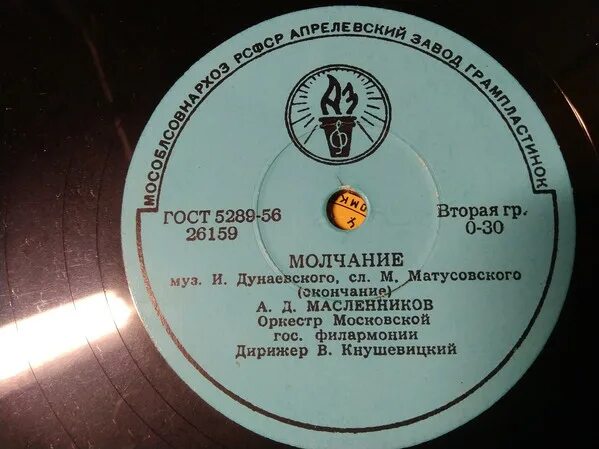 МОСОБЛСОВНАРХОЗ РСФСР АПРЕЛЕВСКИЙ ЗАВОД ГРАМПЛАСТИНОК
АЗ
ГОСТ 5289-56
26159
Вторая гр.
0-30
МОЛЧАНИЕ
муз. И. Дунаевского, сл. М. Матусовского
(окончание)
А. Д. МАСЛЕННИКОВ
Оркестр Московской
гос. филармонии
Дирижер В. Кнушевицкий